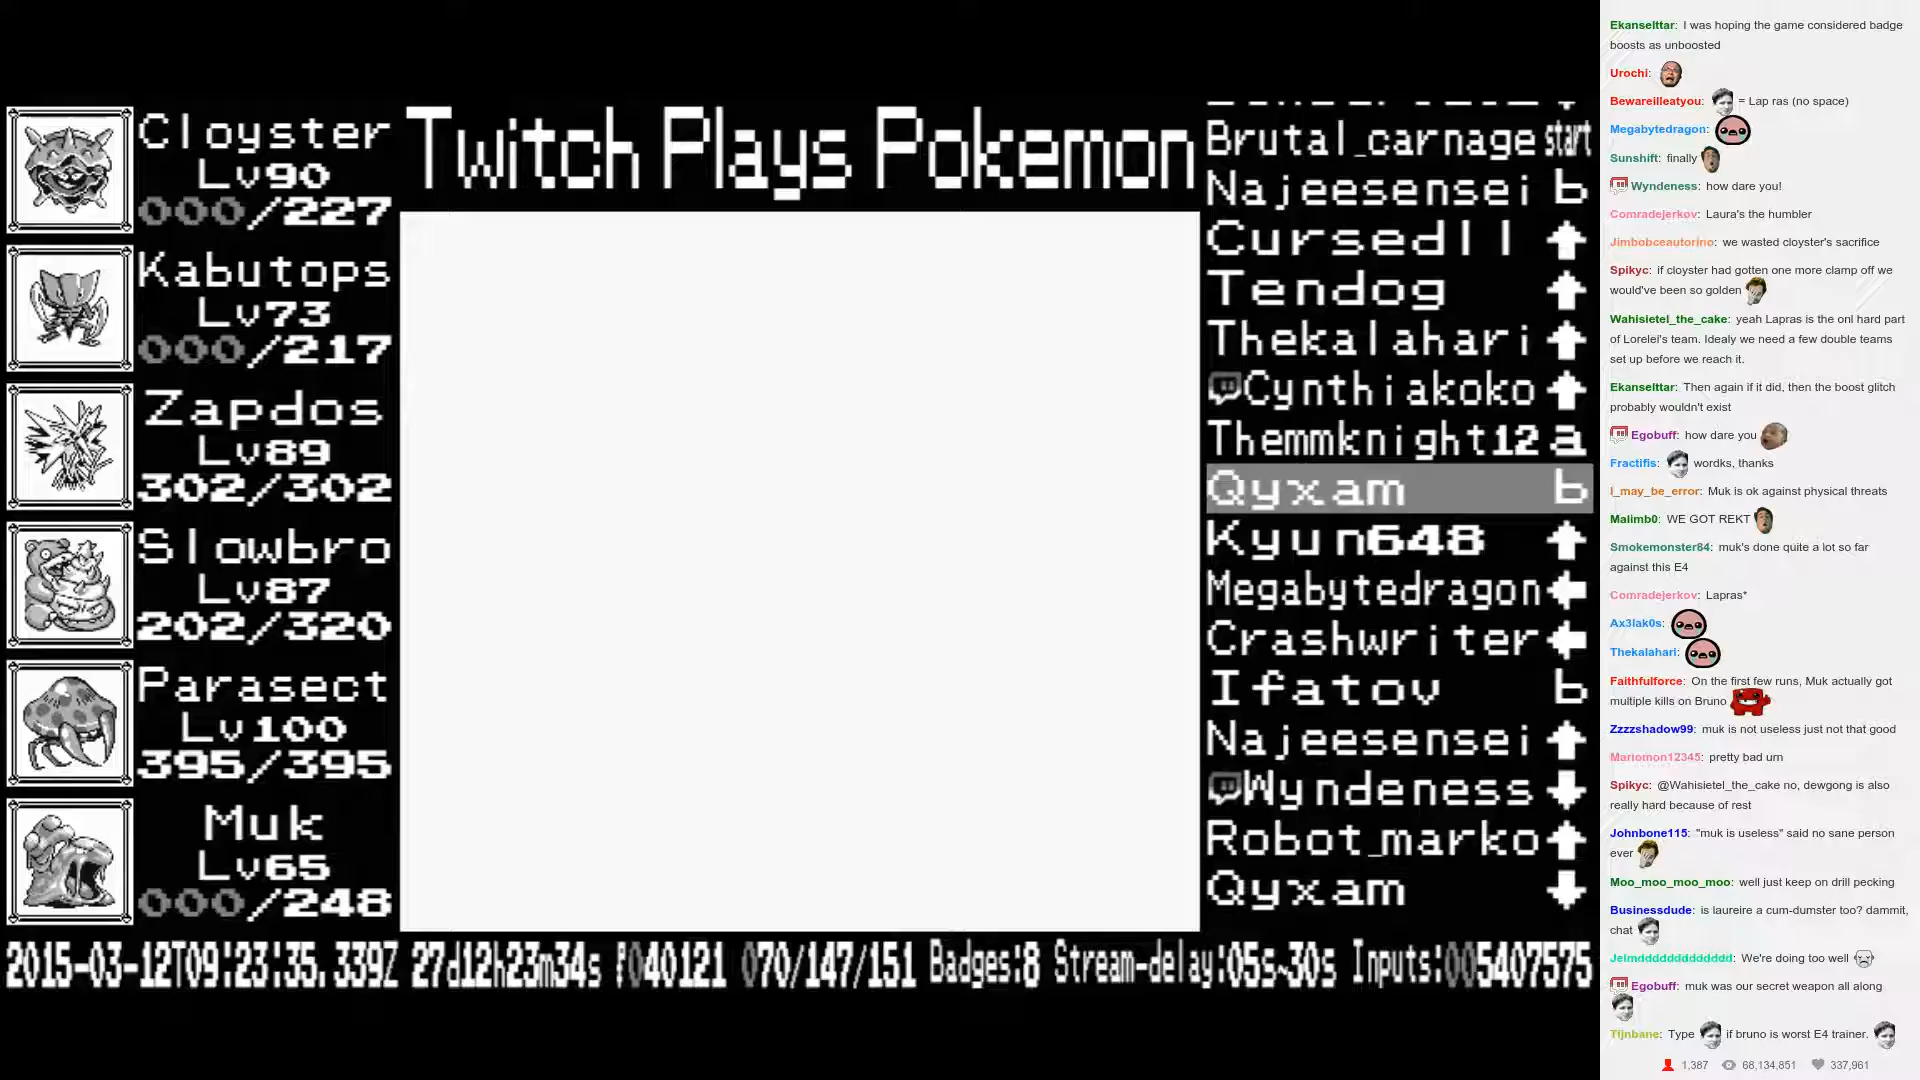 Cloyster
Lv90
000/227
Kabutops
Lv73
000/217
Zapdos
Lv89
302/302
Slowbro
Lv87
202/320
Parasect
Lv100
395/395
Muk
Lv65
000/248
Twitch Plays Pokemon
Brutal_carnage start
Najeesensei b
Cursedll
Tendog
Thekalahari
Cynthiakoko
Themmknight12 a
Qyxam b
Kyun648
Megabytedragon
Crashwriter
Ifatov b
Najeesensei
Wyndeness
Robot_marko
Qyxam
2015-03-12T09:23:35.339Z 27d12h23m34s 040121 070/147/151 Badges:8 Stream-delay:05s~30s Inputs:005407575
Ekanselttar: I was hoping the game considered badge
boosts as unboosted
Urochi:
Bewareilleatyou: = Lap ras (no space)
Megabytedragon:
Sunshift: finally
Wyndeness: how dare you!
Comradejerkov: Laura's the humbler
Jimbobceautorino: we wasted cloyster's sacrifice
Spikyc: if cloyster had gotten one more clamp off we
would've been so golden
Wahisietel_the_cake: yeah Lapras is the onl hard part
of Lorelei's team. Idealy we need a few double teams
set up before we reach it.
Ekanselttar: Then again if it did, then the boost glitch
probably wouldn't exist
Egobuff: how dare you
Fractifis: wordks, thanks
I_may_be_error: Muk is ok against physical threats
Malimb0: WE GOT REKT
Smokemonster84: muk's done quite a lot so far
against this E4
Comradejerkov: Lapras*
Ax3lak0s:
Thekalahari:
Faithfulforce: On the first few runs, Muk actually got
multiple kills on Bruno
Zzzzshadow99: muk is not useless just not that good
Mariomon12345: pretty bad urn
Spikyc: @Wahisietel_the_cake no, dewgong is also
really hard because of rest
Johnbone115: "muk is useless" said no sane person
ever
Moo_moo_moo_moo: well just keep on drill pecking
Businessdude: is laureire a cum-dumster too? dammit,
chat
Jeimdddddddddddddd: We're doing too well
Egobuff: muk was our secret weapon all along
Tijnbane: Type if bruno is worst E4 trainer.
1,387 68,134,851 337,961